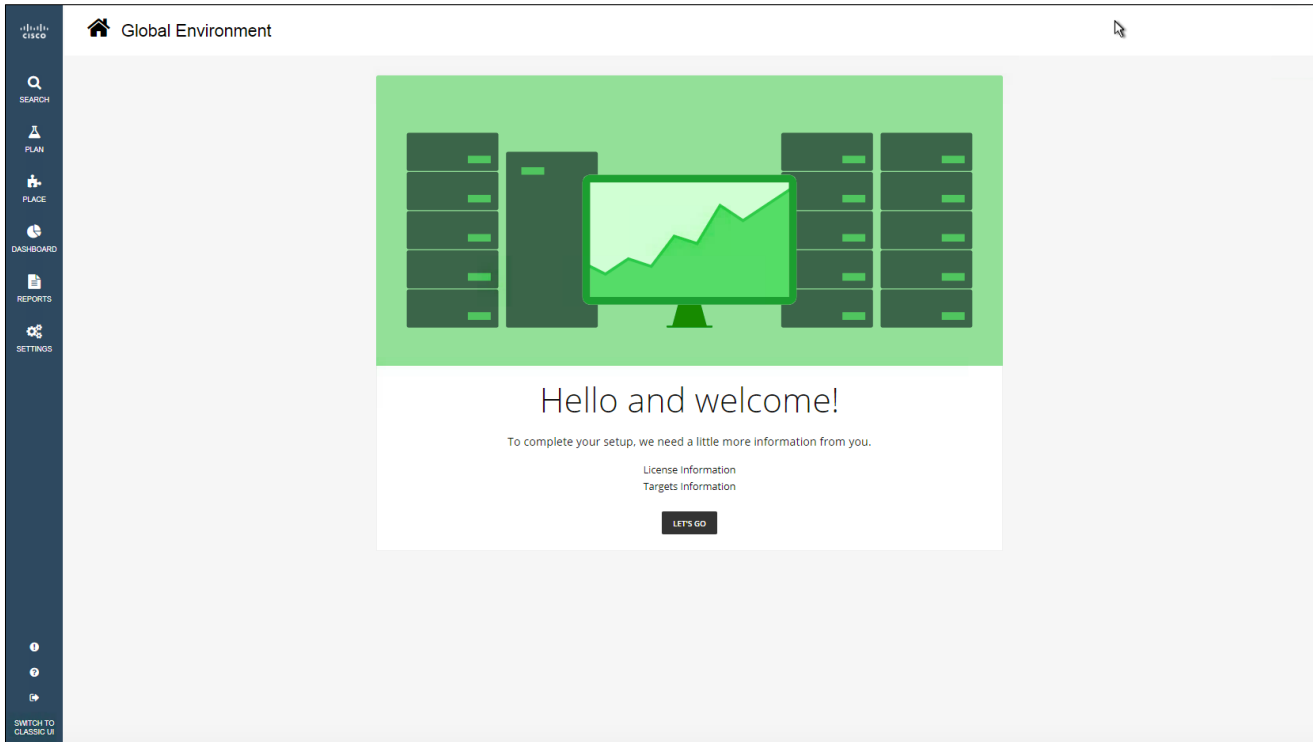 CISCO
Global Environment
SEARCH
PLAN
PLACE
DASHBOARD
REPORTS
SETTINGS
Hello and welcome!
To complete your setup, we need a little more information from you.
License Information
Targets Information
LET'S GO
SWITCH TO
CLASSIC UI